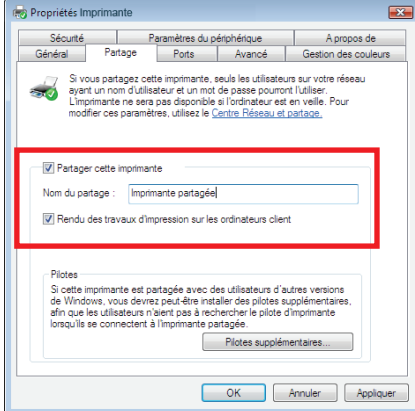 Propriétés Imprimante
Sécurité Paramètres du périphérique A propos de
Général Partage Ports Avancé Gestion des couleurs
Si vous partagez cette imprimante, seuls les utilisateurs sur votre réseau
ayant un nom d'utilisateur et un mot de passe pourront l'utiliser.
L'imprimante ne sera pas disponible si l'ordinateur est en veille. Pour
modifier ces paramètres, utilisez le Centre Réseau et partage.
Partager cette imprimante
Nom du partage : Imprimante partagée
Rendu des travaux d'impression sur les ordinateurs client
Pilotes
Si cette imprimante est partagée avec des utilisateurs d'autres versions
de Windows, vous devrez peut-être installer des pilotes supplémentaires,
afin que les utilisateurs n'aient pas à rechercher le pilote d'imprimante
lorsqu'ils se connectent à l'imprimante partagée.
Pilotes supplémentaires...
OK Annuler Appliquer